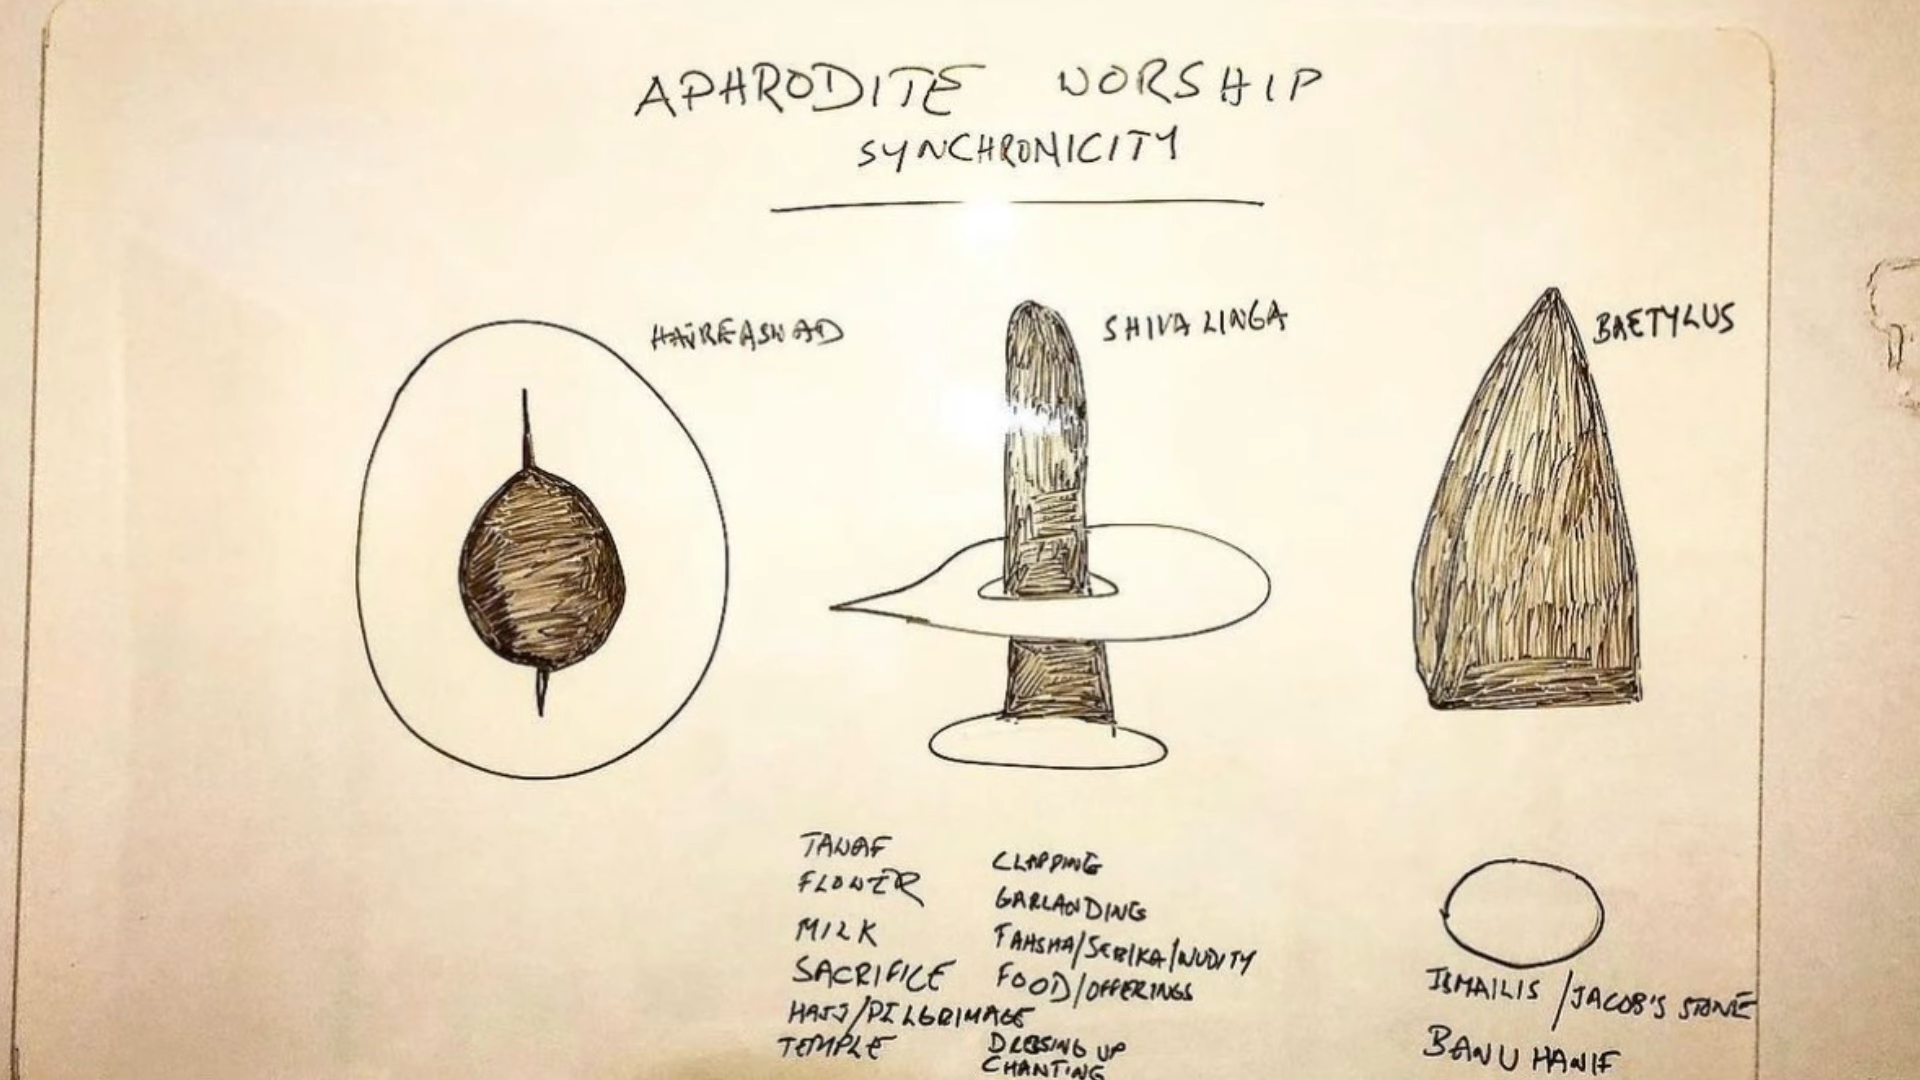 APHRODITE WORSHIP
SYNCHRONICITY
HAJREASWAD
SHIVA LINGA
BAETYLUS
TAWAF
FLOWER
MILK
SACRIFICE
HAJJ/PILGRIMAGE
TEMPLE
CLAPPING
GARLANDING
FAHSHA/SEBIKA/NUDITY
FOOD/OFFERINGS
DRESSING UP
CHANTING
ISMAILIS /JACOB'S STONE
BANU HANIF